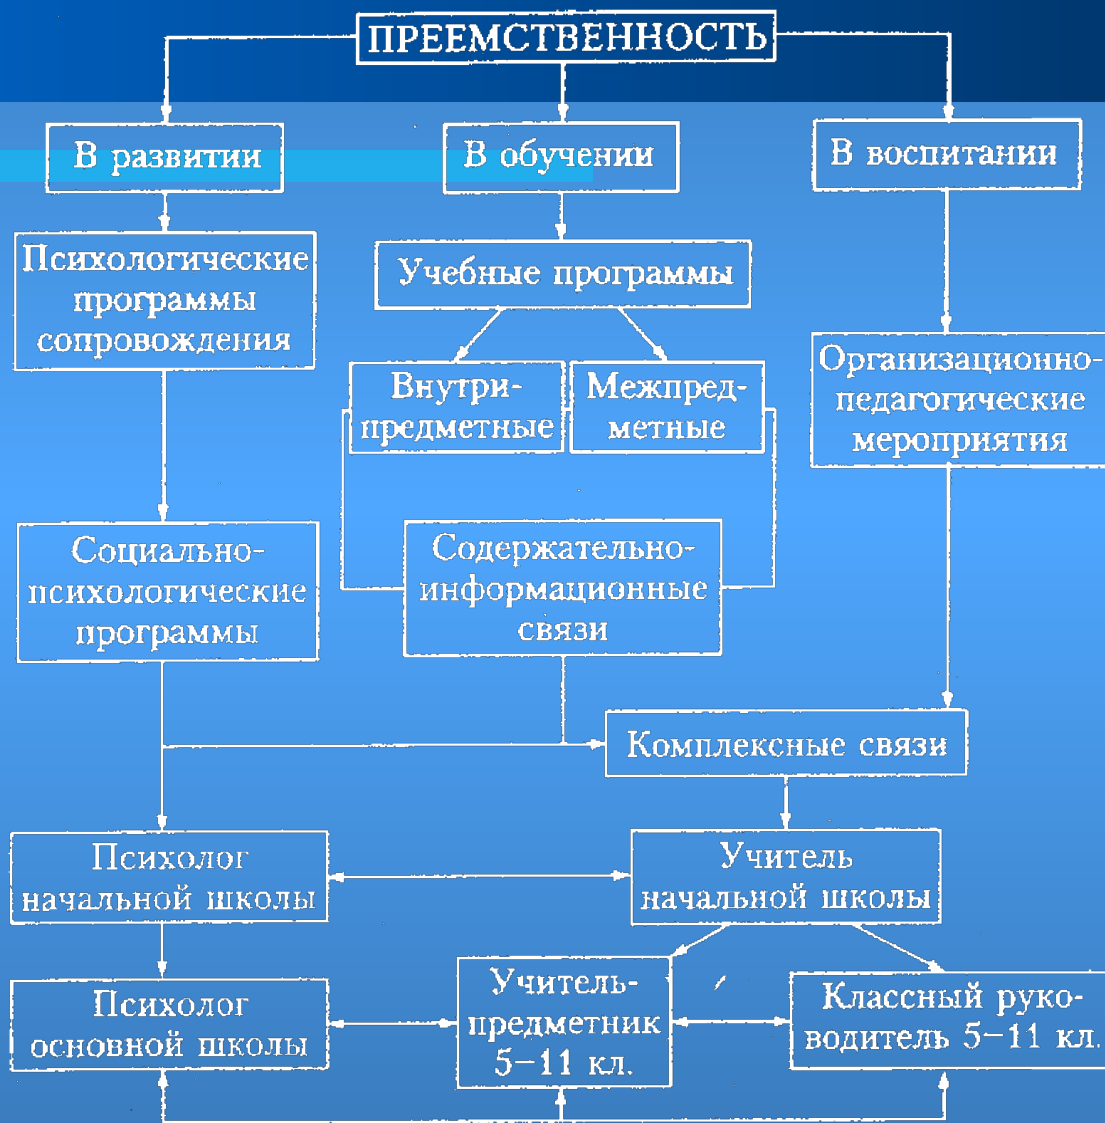 ПРЕЕМСТВЕННОСТЬ
В развитии
В обучении
В воспитании
Психологические
программы
сопровождения
Учебные программы
Внутри-
предметные
Межпред-
метные
Организационно-
педагогические
мероприятия
Социально-
психологические
программы
Содержательно-
информационные
связи
Комплексные связи
Психолог
начальной школы
Учитель
начальной школы
Психолог
основной школы
Учитель-
предметник
5–11 кл.
Классный руко-
водитель 5–11 кл.